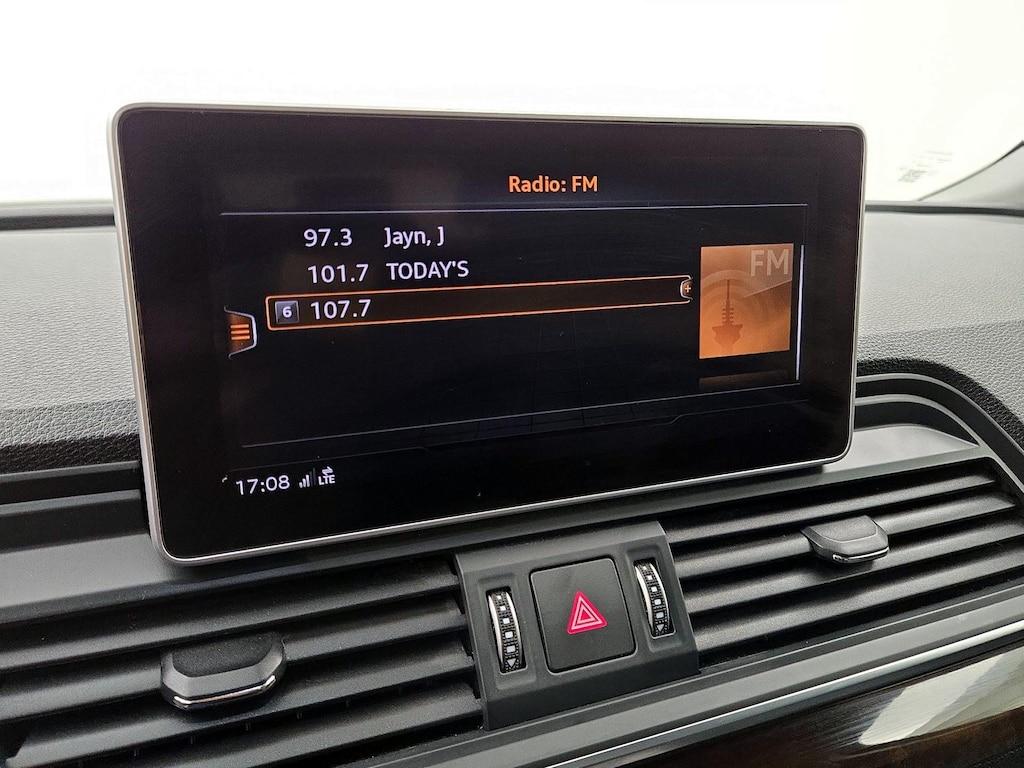 Radio: FM
97.3 Jayn, J
101.7 TODAY'S
6 107.7
FM
17:08 LTE